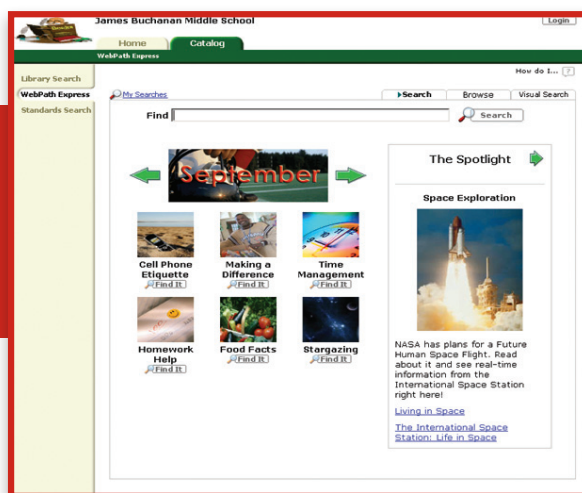 James Buchanan Middle School
Login
Home
Catalog
WebPath Express
How do I... ?
Library Search
WebPath Express
Standards Search
My Searches
Search
Browse
Visual Search
Find
Search
September
Cell Phone
Etiquette
Find It
Making a
Difference
Find It
Time
Management
Find It
Homework
Help
Find It
Food Facts
Find It
Stargazing
Find It
The Spotlight
Space Exploration
NASA has plans for a Future
Human Space Flight. Read
about it and see real-time
information from the
International Space Station
right here!
Living in Space
The International Space
Station: Life in Space